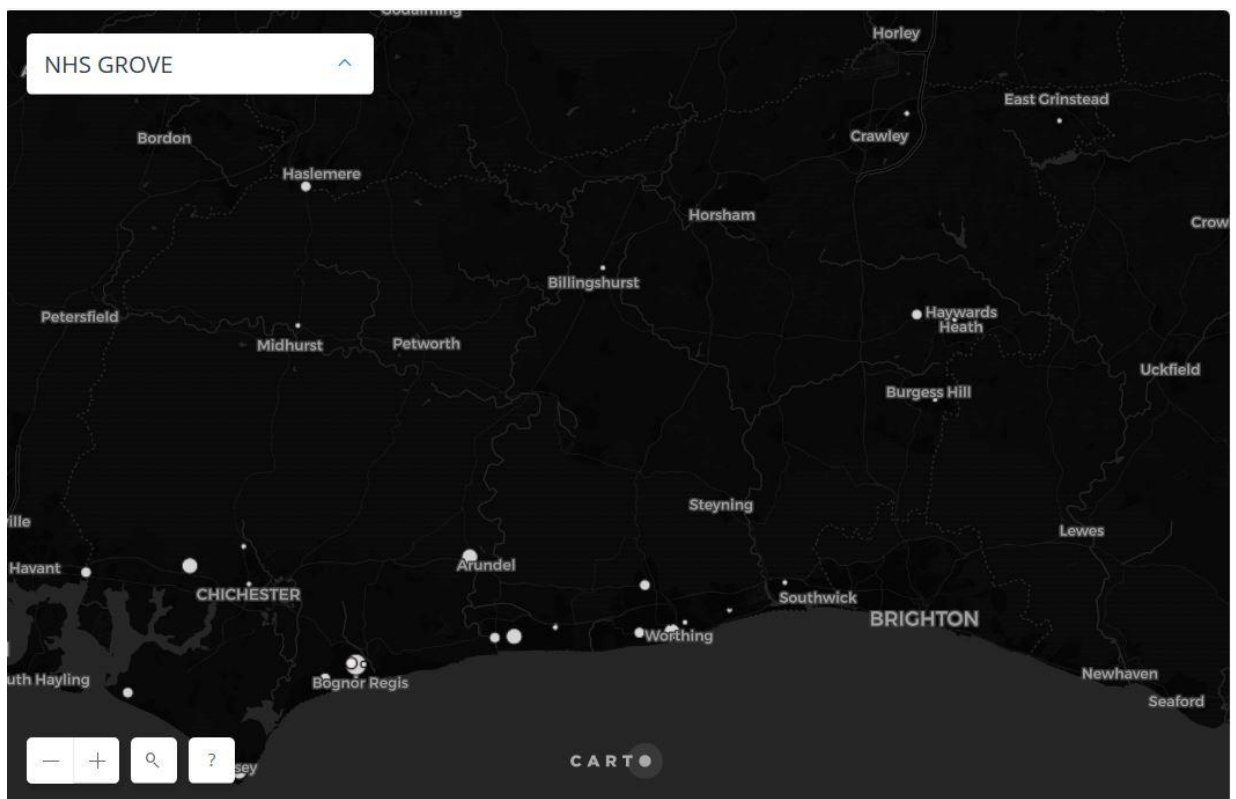 Godalming
NHS GROVE
Horley
East Grinstead
Bordon
Crawley
Haslemere
Horsham
Crow
Billingshurst
Petersfield
Haywards
Heath
Midhurst
Petworth
Uckfield
Burgess Hill
Steyning
ville
Lewes
Havant
Arundel
CHICHESTER
Southwick
BRIGHTON
Worthing
uth Hayling
Bognor Regis
Newhaven
Seaford
?
sey
CARTO